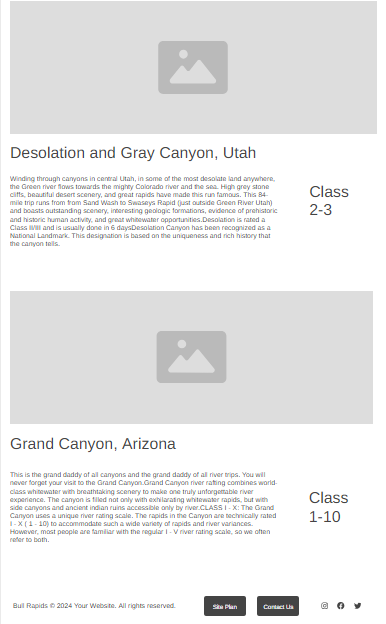 Desolation and Gray Canyon, Utah
Winding through canyons in central Utah, in some of the most desolate land anywhere,
the Green river flows towards the mighty Colorado river and the sea. High grey stone
cliffs, beautiful desert scenery, and great rapids have made this run famous. This 84-
mile trip runs from from Sand Wash to Swaseys Rapid (just outside Green River Utah)
and boasts outstanding scenery, interesting geologic formations, evidence of prehistoric
and historic human activity, and great whitewater opportunities.Desolation is rated a
Class II/III and is usually done in 6 daysDesolation Canyon has been recognized as a
National Landmark. This designation is based on the uniqueness and rich history that
the canyon tells.
Class
2-3
Grand Canyon, Arizona
This is the grand daddy of all canyons and the grand daddy of all river trips. You will
never forget your visit to the Grand Canyon.Grand Canyon river rafting combines world-
class whitewater with breathtaking scenery to make one truly unforgettable river
experience. The canyon is filled not only with exhilarating whitewater rapids, but with
side canyons and ancient indian ruins accessible only by river.CLASS I - X: The Grand
Canyon uses a unique river rating scale. The rapids in the Canyon are technically rated
I - X ( 1 - 10) to accommodate such a wide variety of rapids and river variances.
However, most people are familiar with the regular I - V river rating scale, so we often
refer to both.
Class
1-10
Bull Rapids © 2024 Your Website. All rights reserved.
Site Plan
Contact Us